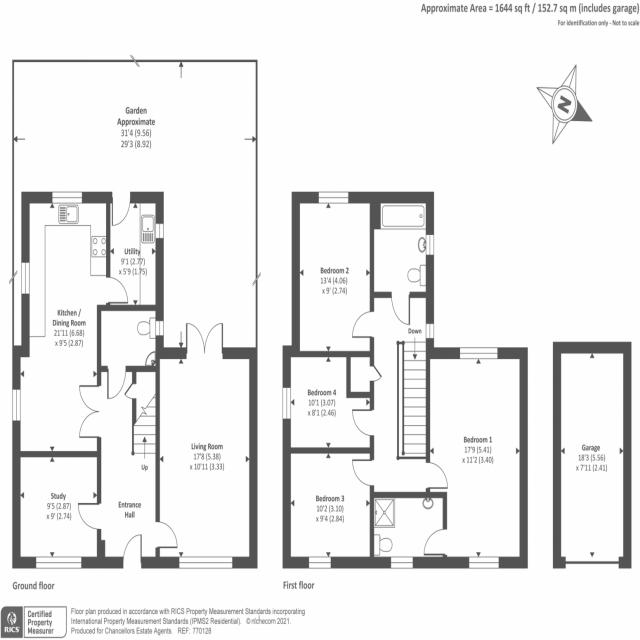 Approximate Area = 1644 sq ft / 152.7 sq m (includes garage)
For identification only - Not to scale
N
Garden
Approximate
31'4 (9.56)
29'3 (8.92)
Utility
9'1 (2.77)
x 5'9 (1.75)
Kitchen /
Dining Room
21'11 (6.68)
x 9'5 (2.87)
Living Room
17'8 (5.38)
x 10'11 (3.33)
Up
Study
9'5 (2.87)
x 9' (2.74)
Entrance
Hall
Ground floor
Bedroom 2
13'4 (4.06)
x 9' (2.74)
Down
Bedroom 4
10'1 (3.07)
x 8'1 (2.46)
Bedroom 1
17'9 (5.41)
x 11'2 (3.40)
Bedroom 3
10'2 (3.10)
x 9'4 (2.84)
First floor
Garage
18'3 (5.56)
x 7'11 (2.41)
RICS
Certified
Property
Measurer
Floor plan produced in accordance with RICS Property Measurement Standards incorporating
International Property Measurement Standards (IPMS2 Residential). © nichecom 2021.
Produced for Chancellors Estate Agents REF: 770128